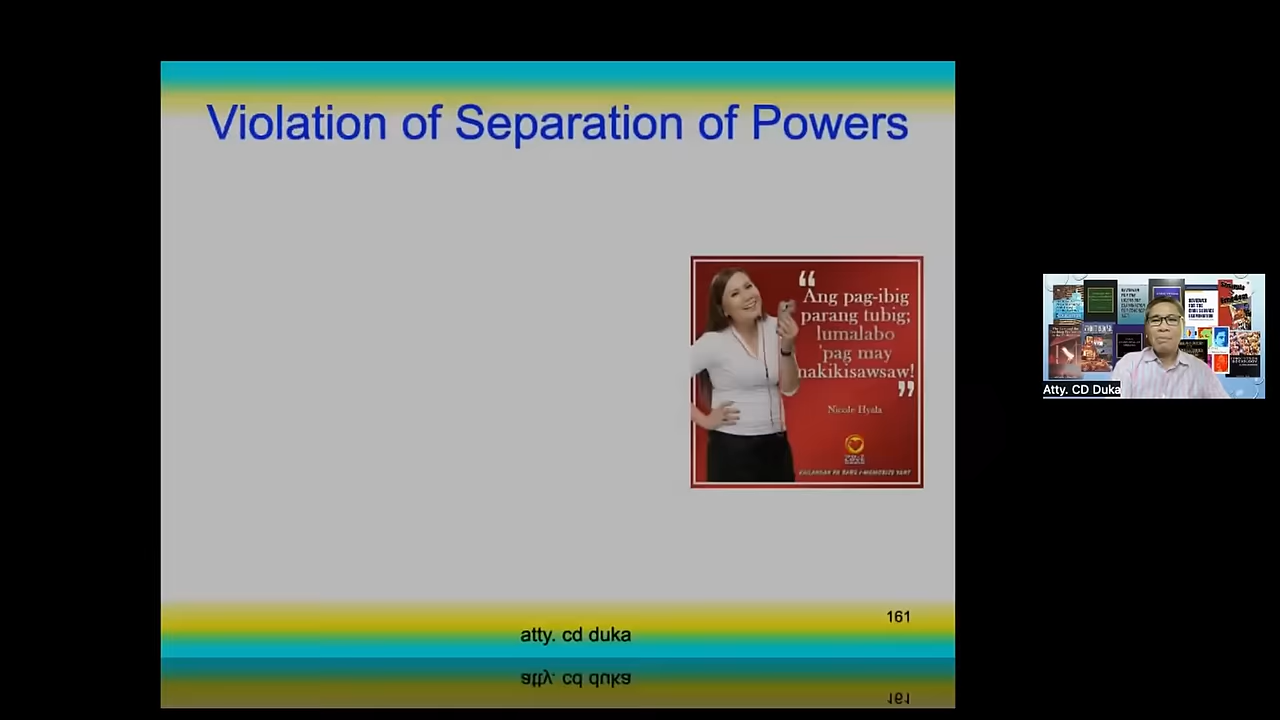 Violation of Separation of Powers
“
Ang pag-ibig
parang tubig;
lumalabo
'pag may
nakikisawsaw!
”
Nicole Hyala
161
atty. cd duka
atty. cd duka
161
Atty. CD Duka